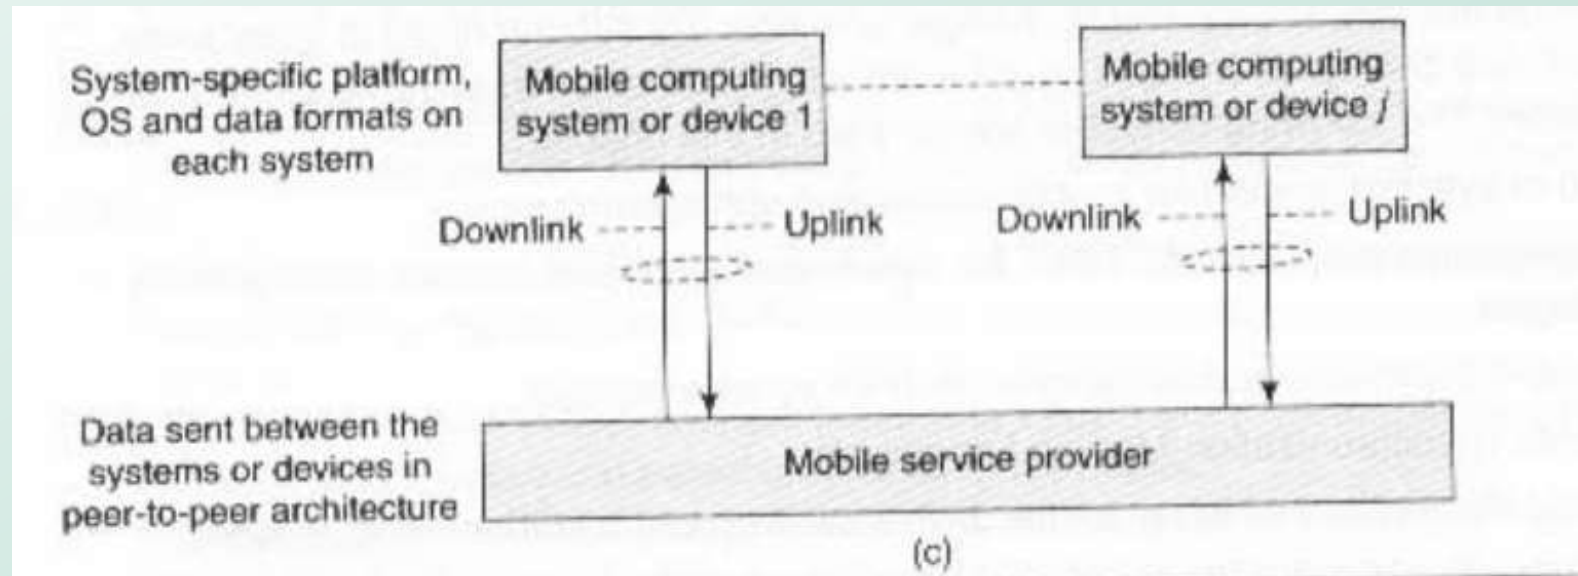 System-specific platform,
OS and data formats on
each system
Mobile computing
system or device 1
Mobile computing
system or device j
Downlink
Uplink
Downlink
Uplink
Data sent between the
systems or devices in
peer-to-peer architecture
Mobile service provider
(c)